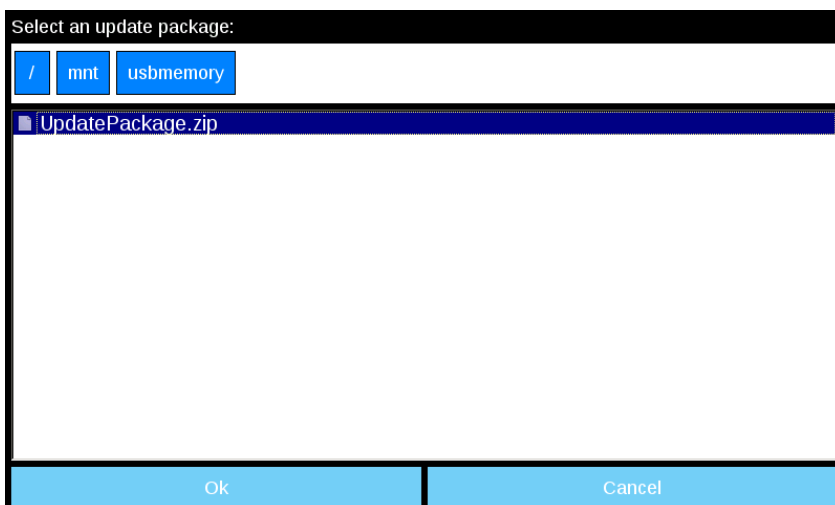 Select an update package:
/ mnt usbmemory
UpdatePackage.zip
Ok Cancel